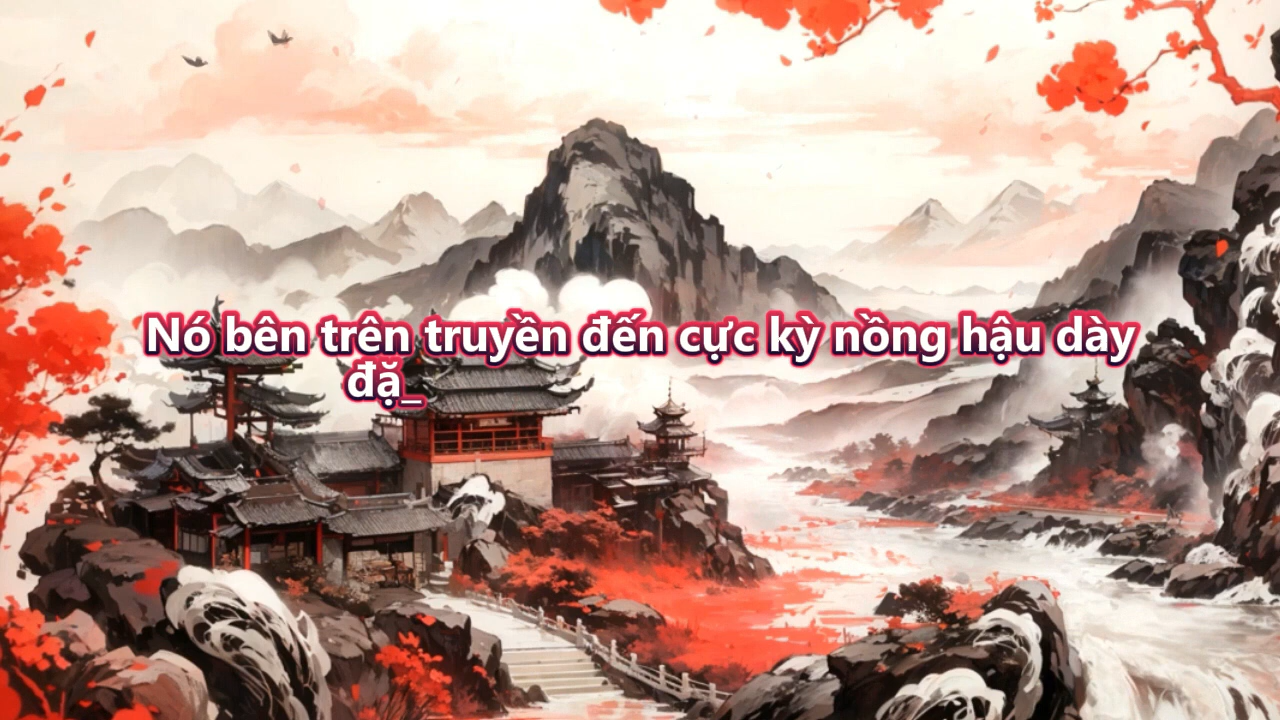 Nó bên trên truyền đến cực kỳ nồng hậu dày
đặ_